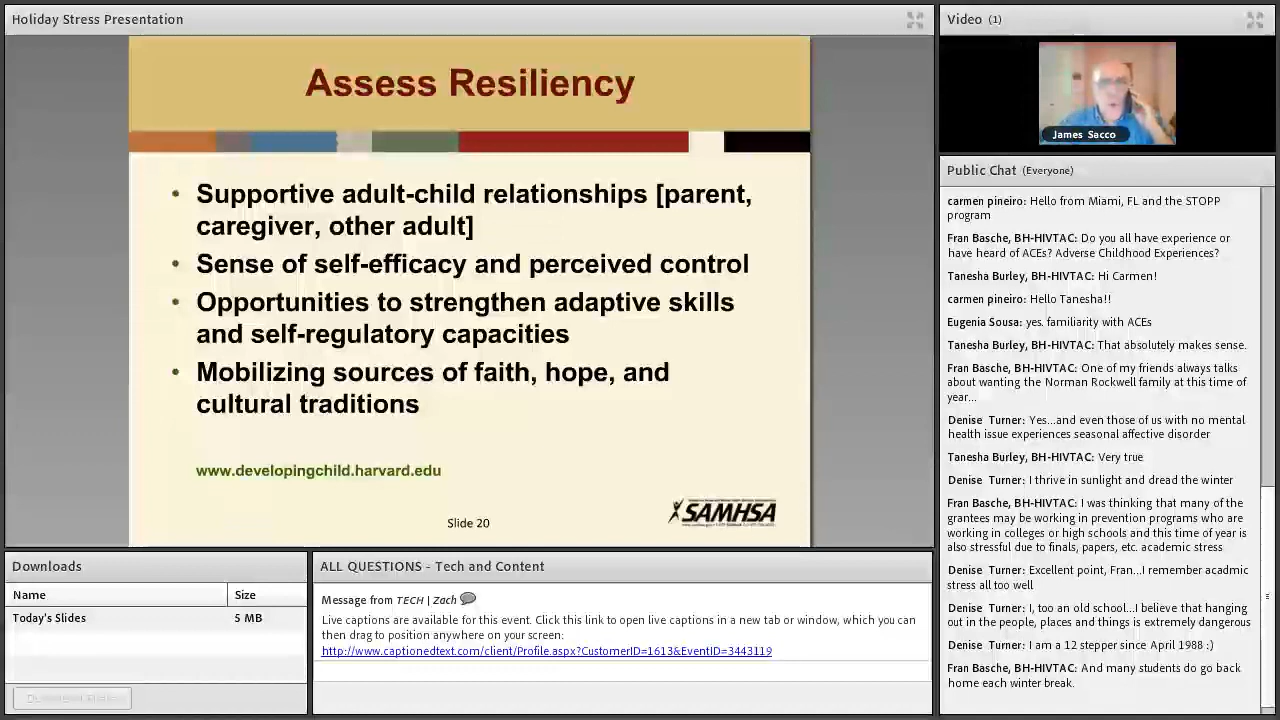 Holiday Stress Presentation
Assess Resiliency
• Supportive adult-child relationships [parent,
caregiver, other adult]
• Sense of self-efficacy and perceived control
• Opportunities to strengthen adaptive skills
and self-regulatory capacities
• Mobilizing sources of faith, hope, and
cultural traditions
www.developingchild.harvard.edu
Slide 20
SAMHSA
Video (1)
James Sacco
Public Chat (Everyone)
carmen pineiro: Hello from Miami, FL and the STOPP
program
Fran Basche, BH-HIVTAC: Do you all have experience or
have heard of ACEs? Adverse Childhood Experiences?
Tanesha Burley, BH-HIVTAC: Hi Carmen!
carmen pineiro: Hello Tanesha!!
Eugenia Sousa: yes. familiarity with ACEs
Tanesha Burley, BH-HIVTAC: That absolutely makes sense.
Fran Basche, BH-HIVTAC: One of my friends always talks
about wanting the Norman Rockwell family at this time of
year...
Denise Turner: Yes...and even those of us with no mental
health issue experiences seasonal affective disorder
Tanesha Burley, BH-HIVTAC: Very true
Denise Turner: I thrive in sunlight and dread the winter
Fran Basche, BH-HIVTAC: I was thinking that many of the
grantees may be working in prevention programs who are
working in colleges or high schools and this time of year is
also stressful due to finals, papers, etc. academic stress
Denise Turner: Excellent point, Fran...I remember acadmic
stress all too well
Denise Turner: I, too an old school...I believe that hanging
out in the people, places and things is extremely dangerous
Denise Turner: I am a 12 stepper since April 1988 :)
Fran Basche, BH-HIVTAC: And many students do go back
home each winter break.
Downloads
Name Size
Today's Slides 5 MB
ALL QUESTIONS - Tech and Content
Message from TECH | Zach
Live captions are available for this event. Click this link to open live captions in a new tab or window, which you can
then drag to position anywhere on your screen:
http://www.captionedtext.com/client/Profile.aspx?CustomerID=1613&EventID=3443119